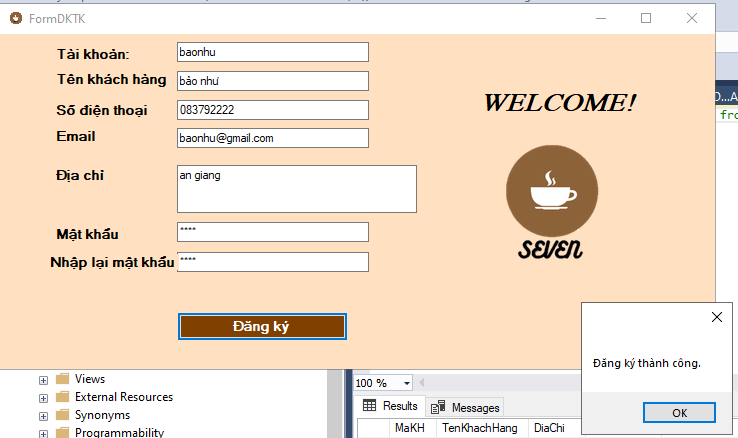 FormDKTK
Tài khoản:
baonhu
Tên khách hàng
bảo như
Số điện thoại
083792222
Email
baonhu@gmail.com
Địa chỉ
an giang
Mật khẩu
****
Nhập lại mật khẩu
****
Đăng ký
WELCOME!
SEVEN
D...A
fro
Đăng ký thành công.
OK
Views
External Resources
Synonyms
Programmability
100 %
Results
Messages
MaKH
TenKhachHang
DiaChi